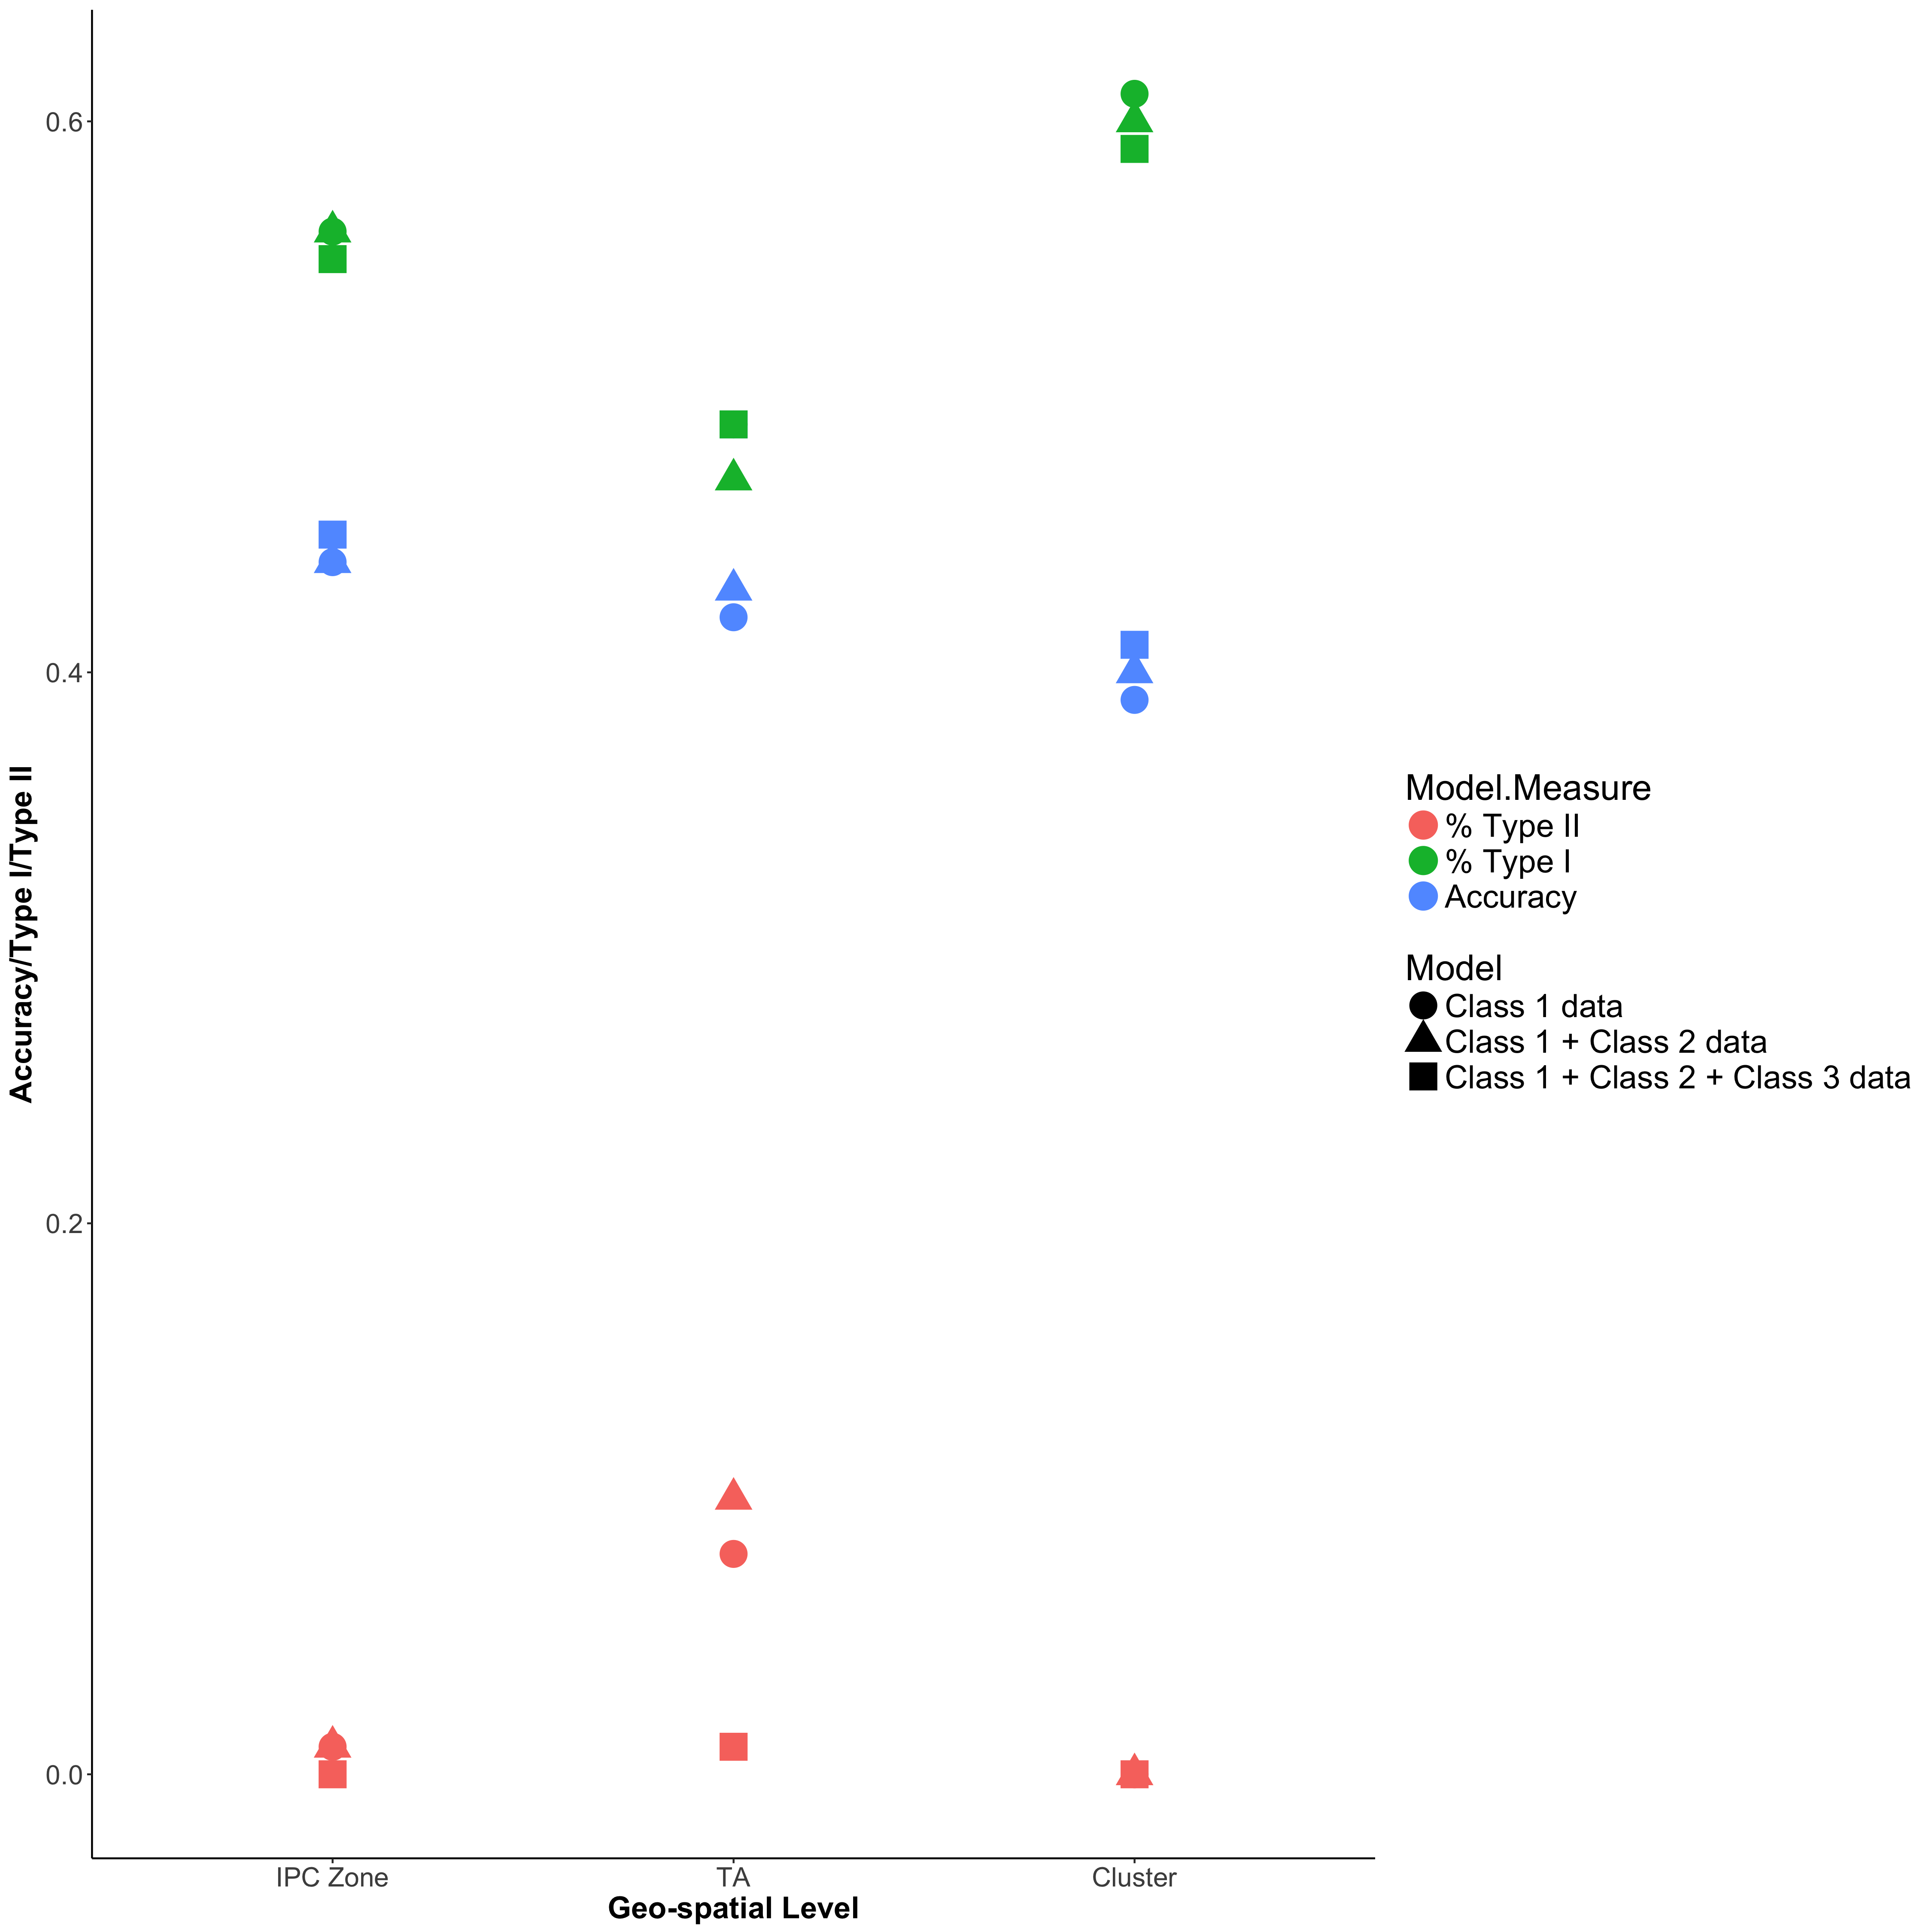 Accuracy/Type I/Type II
0.6
0.4
0.2
0.0
IPC Zone
TA
Cluster
Geo-spatial Level
Model.Measure
% Type II
% Type I
Accuracy
Model
Class 1 data
Class 1 + Class 2 data
Class 1 + Class 2 + Class 3 data